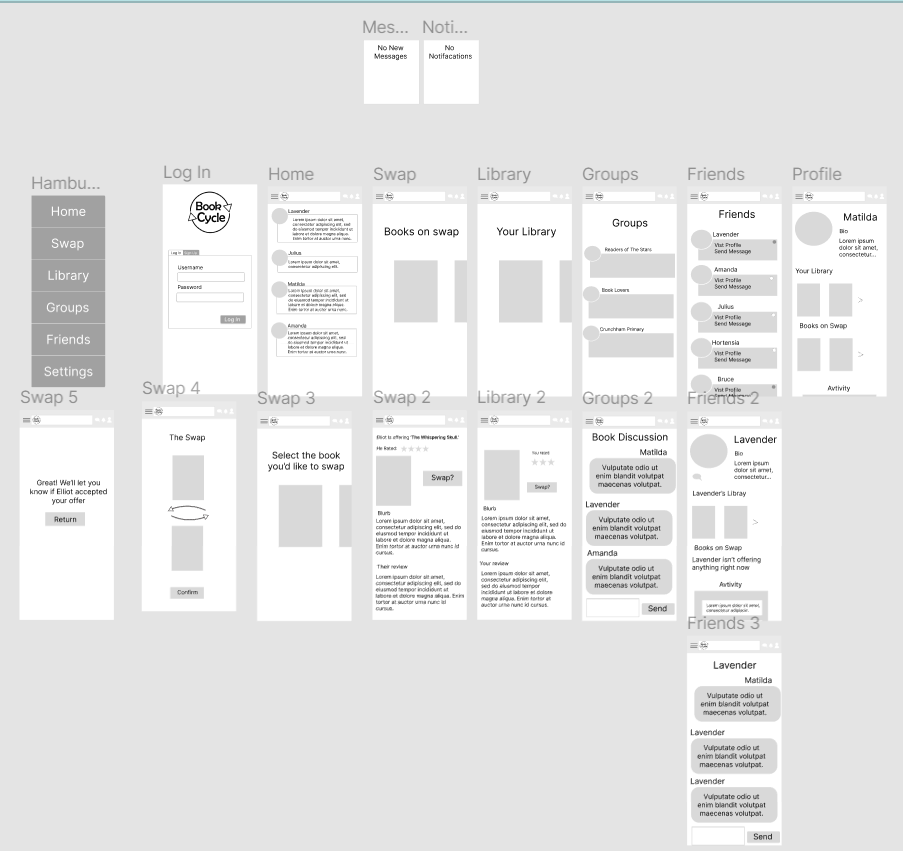 Mes...
Noti...
No New
Messages
No
Notifacations
Hambu...
Home
Swap
Library
Groups
Friends
Settings
Log In
Book
Cycle
Log In
Username
Password
Log In
Home
Lavender
Lorem ipsum dolor sit amet,
consectetur adipiscing elit, sed
do eiusmod tempor incididunt ut
labore et dolore magna aliqua.
Enim tortor at auctor urna nunc.
Julius
Lorem ipsum dolor sit amet,
consectetur adipiscing elit.
Matilda
Lorem ipsum dolor sit amet,
consectetur adipiscing elit, sed
do eiusmod tempor incididunt ut
labore et dolore magna aliqua.
Enim tortor at auctor urna nunc.
Amanda
Lorem ipsum dolor sit amet,
consectetur adipiscing elit, sed
do eiusmod tempor incididunt ut
labore et dolore magna aliqua.
Enim tortor at auctor urna nunc.
Swap
Books on swap
Library
Your Library
Groups
Groups
Readers of The Stars
Book Lovers
Crunchham Primary
Friends
Friends
Lavender
Vist Profile
Send Message
Amanda
Vist Profile
Send Message
Julius
Vist Profile
Send Message
Hortensia
Vist Profile
Send Message
Bruce
Vist Profile
Send Message
Profile
Matilda
Bio
Lorem ipsum
dolor sit amet,
consectetur...
Your Library
>
Books on Swap
>
Avtivity
Swap 5
Great! We'll let you
know if Elliot accepted
your offer
Return
Swap 4
The Swap
Confirm
Swap 3
Select the book
you'd like to swap
Swap 2
Elliot is offering 'The Whispering Skull.'
He Rated:
Swap?
Blurb
Lorem ipsum dolor sit amet,
consectetur adipiscing elit, sed do
eiusmod tempor incididunt ut
labore et dolore magna aliqua.
Enim tortor at auctor urna nunc id
cursus.
Their review
Lorem ipsum dolor sit amet,
consectetur adipiscing elit, sed do
eiusmod tempor incididunt ut
labore et dolore magna aliqua.
Enim tortor at auctor urna nunc id
cursus.
Library 2
You Rated:
Swap?
Blurb
Lorem ipsum dolor sit amet,
consectetur adipiscing elit, sed do
eiusmod tempor incididunt ut
labore et dolore magna aliqua.
Enim tortor at auctor urna nunc id
cursus.
Your review
Lorem ipsum dolor sit amet,
consectetur adipiscing elit, sed do
eiusmod tempor incididunt ut
labore et dolore magna aliqua.
Enim tortor at auctor urna nunc id
cursus.
Groups 2
Book Discussion
Matilda
Vulputate odio ut
enim blandit volutpat
maecenas volutpat.
Lavender
Vulputate odio ut
enim blandit volutpat
maecenas volutpat.
Amanda
Vulputate odio ut
enim blandit volutpat
maecenas volutpat.
Send
Friends 2
Lavender
Bio
Lorem ipsum
dolor sit amet,
consectetur...
Lavender's Libray
>
Books on Swap
Lavender isn't offering
anything right now
Avtivity
Lorem ipsum dolor sit amet,
consectetur adipiscin
Friends 3
Lavender
Matilda
Vulputate odio ut
enim blandit volutpat
maecenas volutpat.
Lavender
Vulputate odio ut
enim blandit volutpat
maecenas volutpat.
Lavender
Vulputate odio ut
enim blandit volutpat
maecenas volutpat.
Send